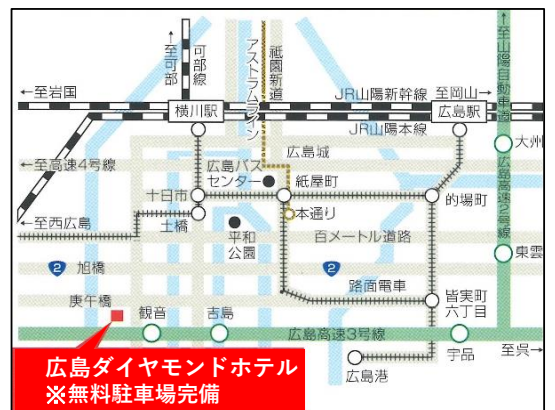 ←至可部
可部線
アストラムライン
祇園新道
至山陽自動車道→
←至岩国
横川駅
JR山陽新幹線
至岡山→
広島駅
JR山陽本線
大州
広島城
←至高速4号線
広島バス
センター
紙屋町
十日市
的場町
広島高速2号線
←至西広島
土橋
本通り
平和
公園
百メートル道路
東雲
2
旭橋
2
路面電車
庚午橋
皆実町
六丁目
観音
吉島
広島高速3号線
宇品
至呉→
広島港
広島ダイヤモンドホテル
※無料駐車場完備